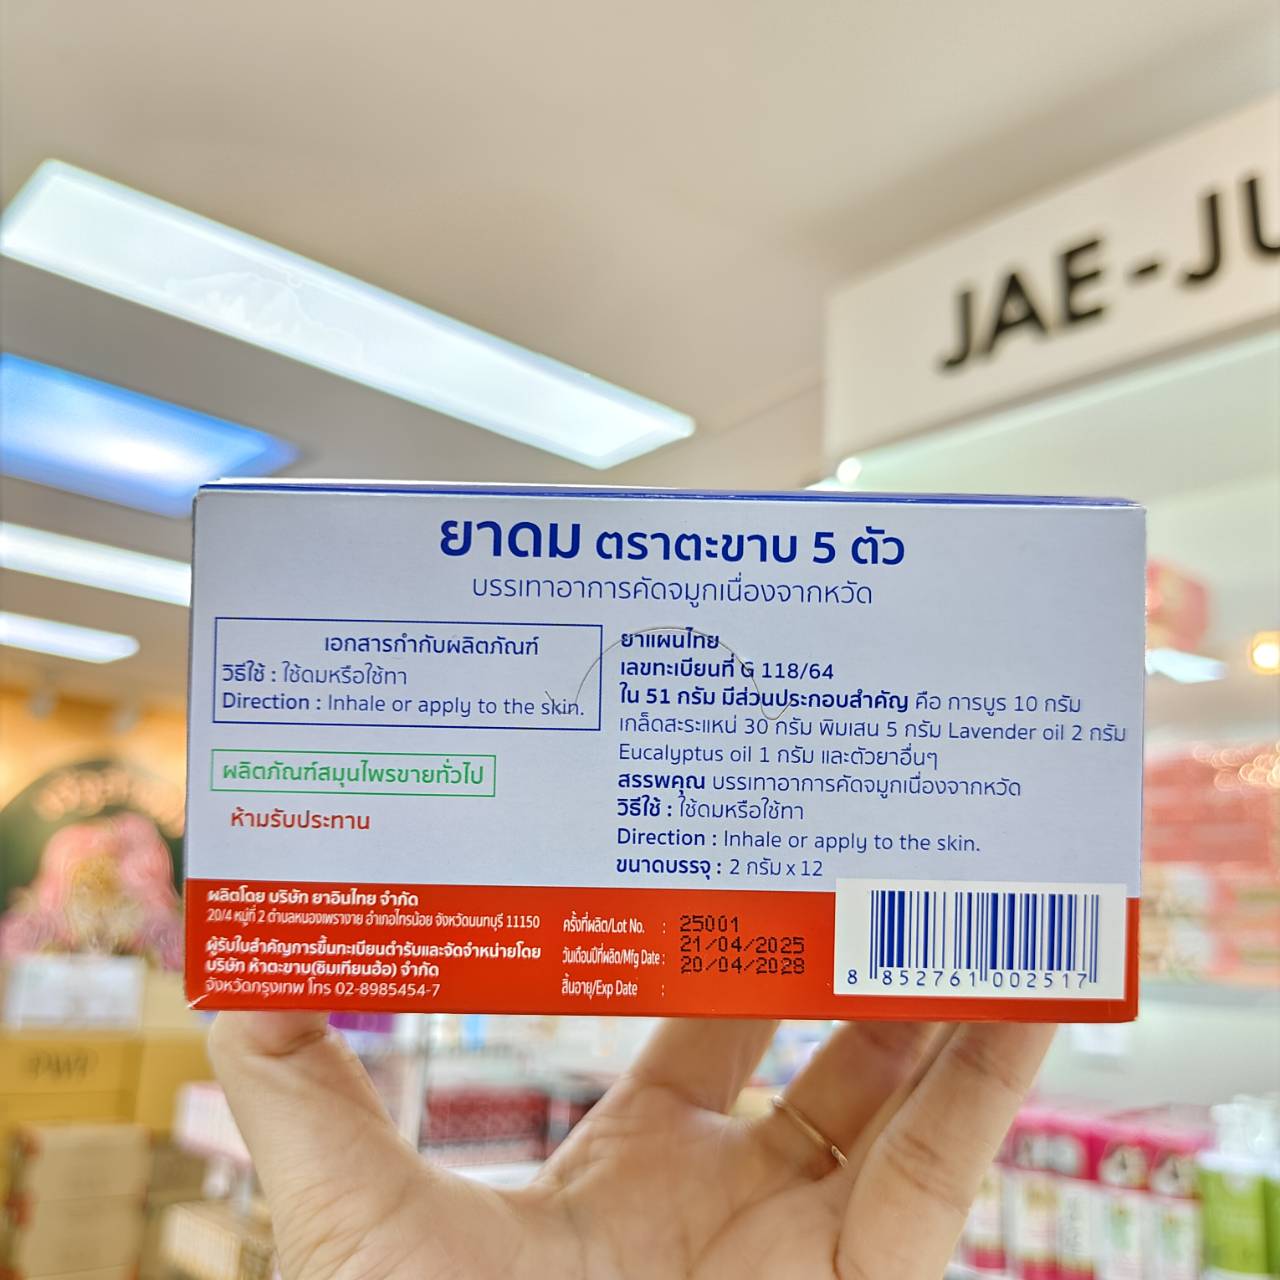 JAE-JU
ยาดม ตราตะขาบ 5 ตัว
บรรเทาอาการคัดจมูกเนื่องจากหวัด
เอกสารกำกับผลิตภัณฑ์
วิธีใช้ : ใช้ดมหรือใช้ทา
Direction : Inhale or apply to the skin.
ผลิตภัณฑ์สมุนไพรขายทั่วไป
ห้ามรับประทาน
ยาแผนไทย
เลขทะเบียนที่ G 118/64
ใน 51 กรัม มีส่วนประกอบสำคัญ คือ การบูร 10 กรัม
เกล็ดสะระแหน่ 30 กรัม พิมเสน 5 กรัม Lavender oil 2 กรัม
Eucalyptus oil 1 กรัม และตัวยาอื่นๆ
สรรพคุณ บรรเทาอาการคัดจมูกเนื่องจากหวัด
วิธีใช้ : ใช้ดมหรือใช้ทา
Direction : Inhale or apply to the skin.
ขนาดบรรจุ : 2 กรัม x 12
ผลิตโดย บริษัท ยาอินไทย จำกัด
20/4 หมู่ที่ 2 ตำบลหนองเพรางาย อำเภอไทรน้อย จังหวัดนนทบุรี 11150
ผู้รับใบสำคัญการขึ้นทะเบียนตำรับและจัดจำหน่ายโดย
บริษัท ห้าตะขาบ(ซิมเทียนฮ้อ) จำกัด
จังหวัดกรุงเทพ โทร 02-8985454-7
ครั้งที่ผลิต/Lot No. : 25001
วันเดือนปีที่ผลิต/Mfg Date : 21/04/2025
สิ้นอายุ/Exp Date : 20/04/2028
8 852761 002517